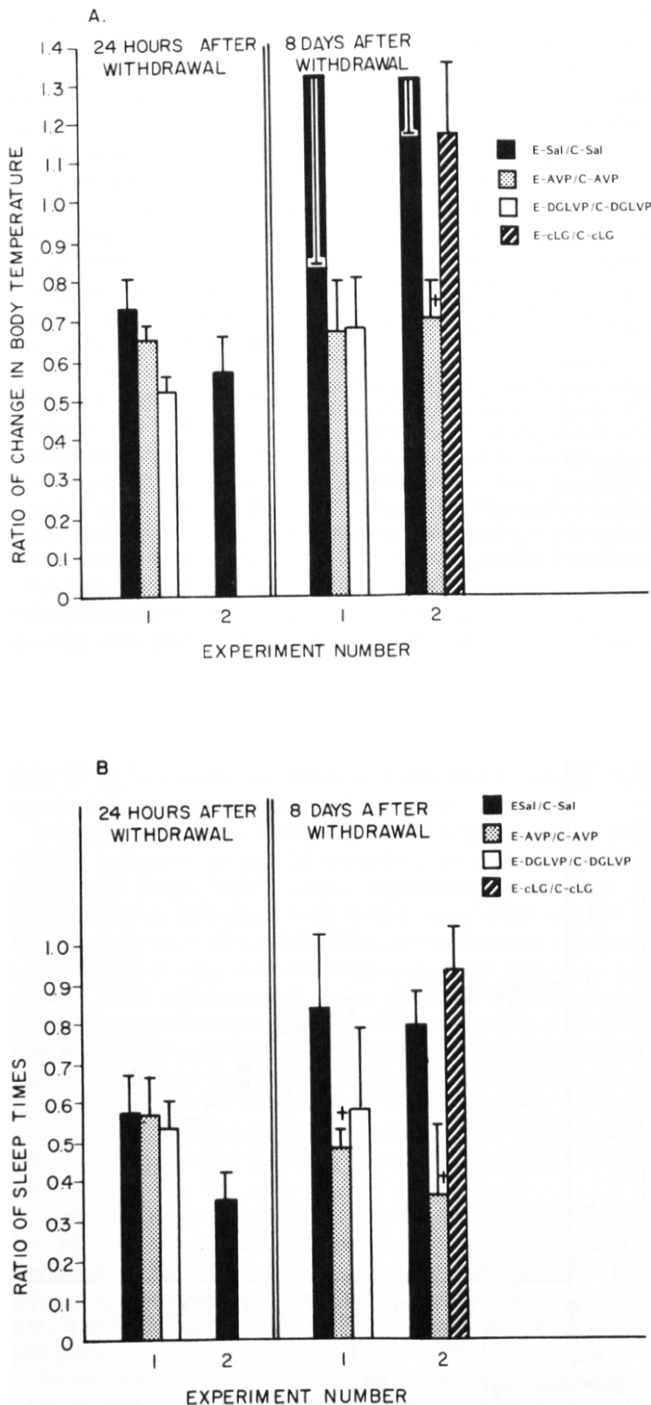 A.
24 HOURS AFTER
WITHDRAWAL
8 DAYS AFTER
WITHDRAWAL
1.4
1.3
1.2
1.1
1.0
0.9
0.8
0.7
0.6
0.5
0.4
0.3
0.2
0.1
0
RATIO OF CHANGE IN BODY TEMPERATURE
E-Sal/C-Sal
E-AVP/C-AVP
E-DGLVP/C-DGLVP
E-cLG/C-cLG
+
1 2 1 2
EXPERIMENT NUMBER
B
24 HOURS AFTER
WITHDRAWAL
8 DAYS AFTER
WITHDRAWAL
ESal/C-Sal
E-AVP/C-AVP
E-DGLVP/C-DGLVP
E-cLG/C-cLG
1.0
0.9
0.8
0.7
0.6
0.5
0.4
0.3
0.2
0.1
0
RATIO OF SLEEP TIMES
+
+
1 2 1 2
EXPERIMENT NUMBER